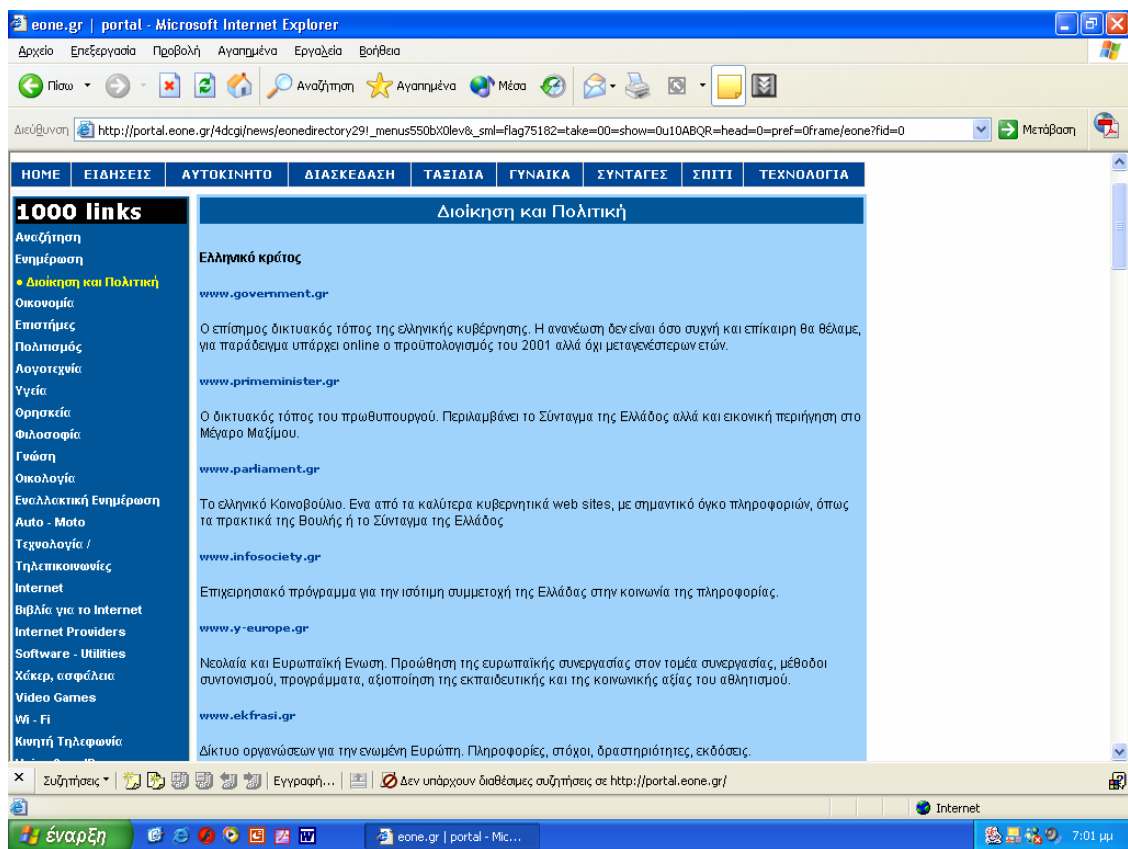 eone.gr | portal - Microsoft Internet Explorer
Αρχείο Επεξεργασία Προβολή Αγαπημένα Εργαλεία Βοήθεια
Πίσω Αναζήτηση Αγαπημένα Μέσα
Διεύθυνση http://portal.eone.gr/4dcgi/news/eonedirectory29!_menus550bX0lev&_sml=flag75182=take=00=show=0u10ABQR=head=0=pref=0frame/eone?fid=0 Μετάβαση
HOME ΕΙΔΗΣΕΙΣ ΑΥΤΟΚΙΝΗΤΟ ΔΙΑΣΚΕΔΑΣΗ ΤΑΞΙΔΙΑ ΓΥΝΑΙΚΑ ΣΥΝΤΑΓΕΣ ΣΠΙΤΙ ΤΕΧΝΟΛΟΓΙΑ
1000 links
Αναζήτηση
Ενημέρωση
• Διοίκηση και Πολιτική
Οικονομία
Επιστήμες
Πολιτισμός
Λογοτεχνία
Υγεία
Θρησκεία
Φιλοσοφία
Γνώση
Οικολογία
Εναλλακτική Ενημέρωση
Auto - Moto
Τεχνολογία /
Τηλεπικοινωνίες
Internet
Βιβλία για το Internet
Internet Providers
Software - Utilities
Χάκερ, ασφάλεια
Video Games
Wi - Fi
Κινητή Τηλεφωνία
Διοίκηση και Πολιτική
Ελληνικό κράτος
www.government.gr
Ο επίσημος δικτυακός τόπος της ελληνικής κυβέρνησης. Η ανανέωση δεν είναι όσο συχνή και επίκαιρη θα θέλαμε,
για παράδειγμα υπάρχει online ο προϋπολογισμός του 2001 αλλά όχι μεταγενέστερων ετών.
www.primeminister.gr
Ο δικτυακός τόπος του πρωθυπουργού. Περιλαμβάνει το Σύνταγμα της Ελλάδος αλλά και εικονική περιήγηση στο
Μέγαρο Μαξίμου.
www.parliament.gr
Το ελληνικό Κοινοβούλιο. Ενα από τα καλύτερα κυβερνητικά web sites, με σημαντικό όγκο πληροφοριών, όπως
τα πρακτικά της Βουλής ή το Σύνταγμα της Ελλάδος
www.infosociety.gr
Επιχειρησιακό πρόγραμμα για την ισότιμη συμμετοχή της Ελλάδας στην κοινωνία της πληροφορίας.
www.y-europe.gr
Νεολαία και Ευρωπαϊκή Ενωση. Προώθηση της ευρωπαϊκής συνεργασίας στον τομέα συνεργασίας, μέθοδοι
συντονισμού, προγράμματα, αξιοποίηση της εκπαιδευτικής και της κοινωνικής αξίας του αθλητισμού.
www.ekfrasi.gr
Δίκτυο οργανώσεων για την ενωμένη Ευρώπη. Πληροφορίες, στόχοι, δραστηριότητες, εκδόσεις.
Συζητήσεις Εγγραφή... Δεν υπάρχουν διαθέσιμες συζητήσεις σε http://portal.eone.gr/
Internet
έναρξη eone.gr | portal - Mic... 7:01 μμ